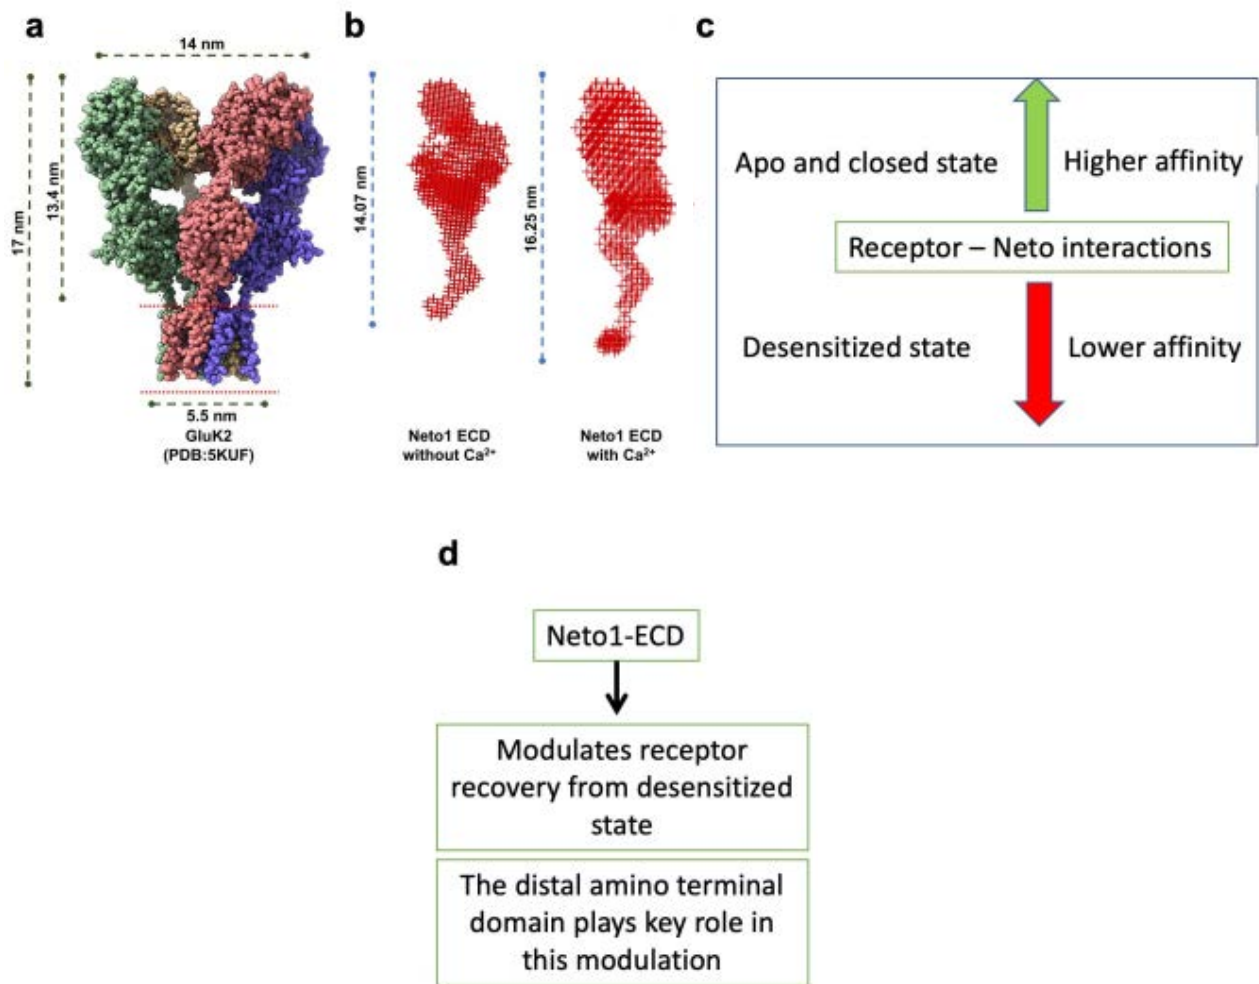 a
14 nm
17 nm
13.4 nm
5.5 nm
GluK2
(PDB:5KUF)
b
14.07 nm
16.25 nm
Neto1 ECD
without Ca²⁺
Neto1 ECD
with Ca²⁺
c
Apo and closed state
Higher affinity
Receptor – Neto interactions
Desensitized state
Lower affinity
d
Neto1-ECD
Modulates receptor
recovery from desensitized
state
The distal amino terminal
domain plays key role in
this modulation